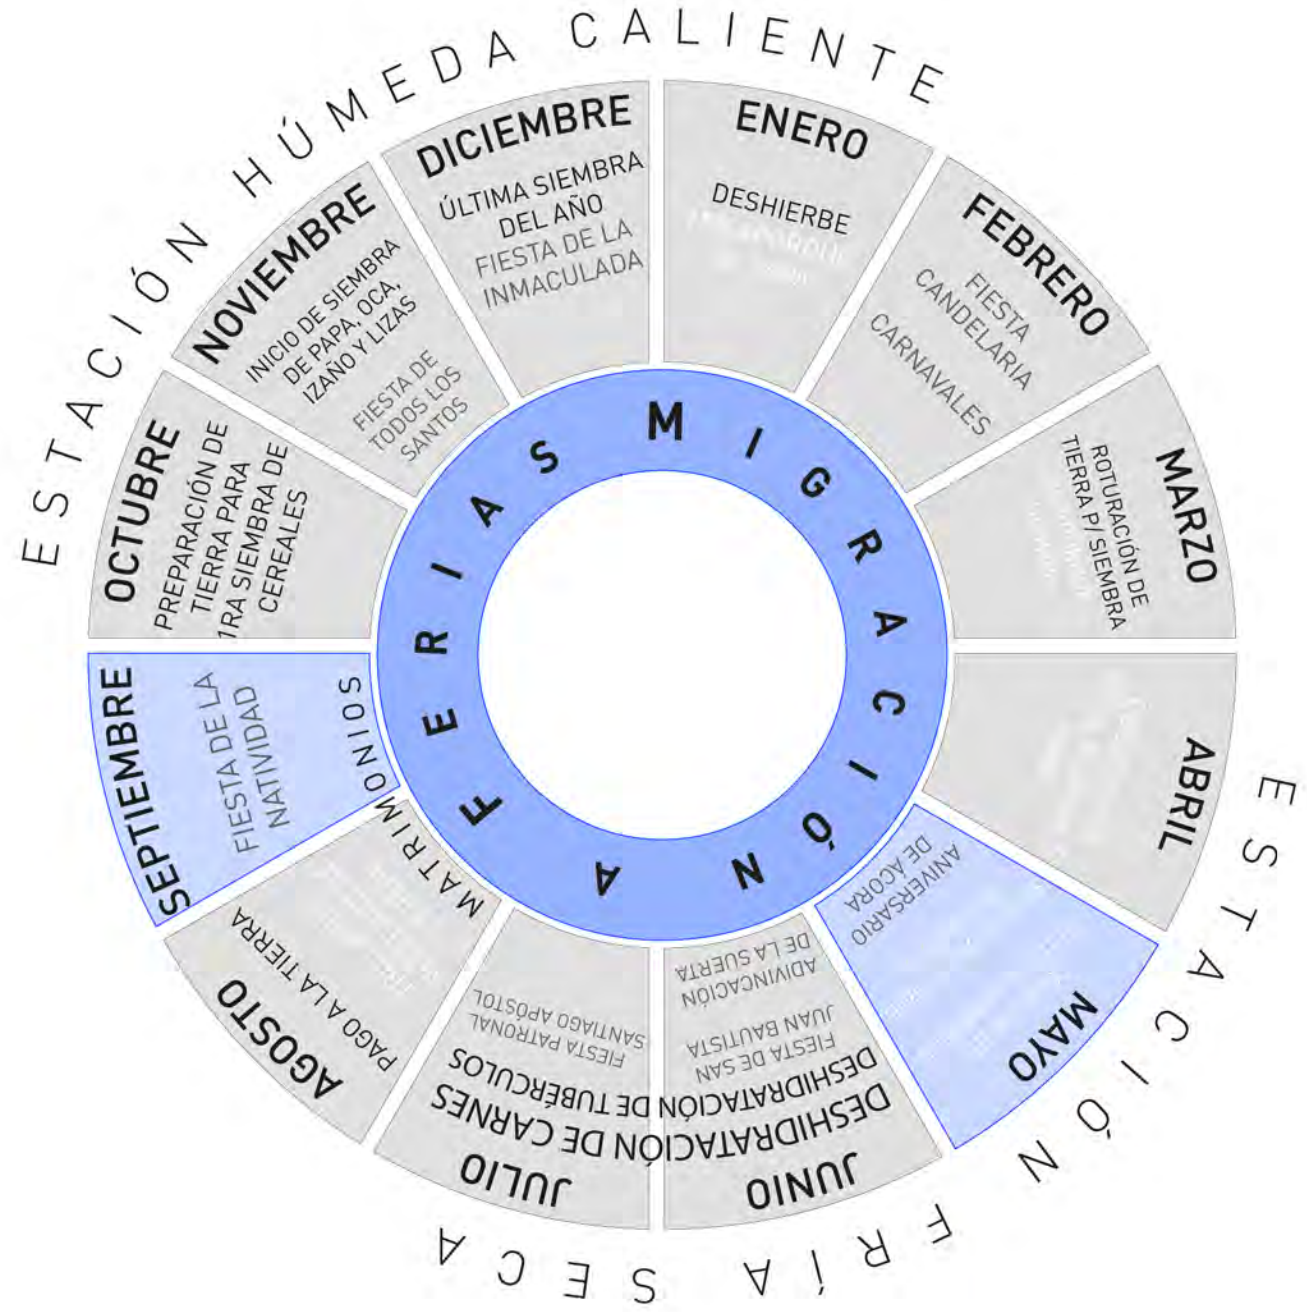 ESTACIÓN HÚMEDA CALIENTE
ENERO
DESHIERBE
FEBRERO
FIESTA
CANDELARIA
CARNAVALES
MARZO
ROTURACIÓN DE
TIERRA P/ SIEMBRA
ABRIL
MAYO
ANIVERSARIO
DE ÁCORA
JUNIO
ADIVINCACIÓN
DE LA SUERTA
FIESTA DE SAN
JUAN BAUTISTA
DESHIDRATACIÓN DE TUBÉRCULOS
DESHIDRATACIÓN DE CARNES
JULIO
FIESTA PATRONAL
SANTIAGO APÓSTOL
AGOSTO
PAGO A LA TIERRA
MATRIMONIOS
SEPTIEMBRE
FIESTA DE LA
NATIVIDAD
OCTUBRE
PREPARACIÓN DE
TIERRA PARA
1RA SIEMBRA DE
CEREALES
NOVIEMBRE
INICIO DE SIEMBRA
DE PAPA, OCA,
IZAÑO Y LIZAS
FIESTA DE
TODOS LOS
SANTOS
DICIEMBRE
ÚLTIMA SIEMBRA
DEL AÑO
FIESTA DE LA
INMACULADA
ESTACIÓN FRÍA SECA
MIGRACIÓN A FERIAS